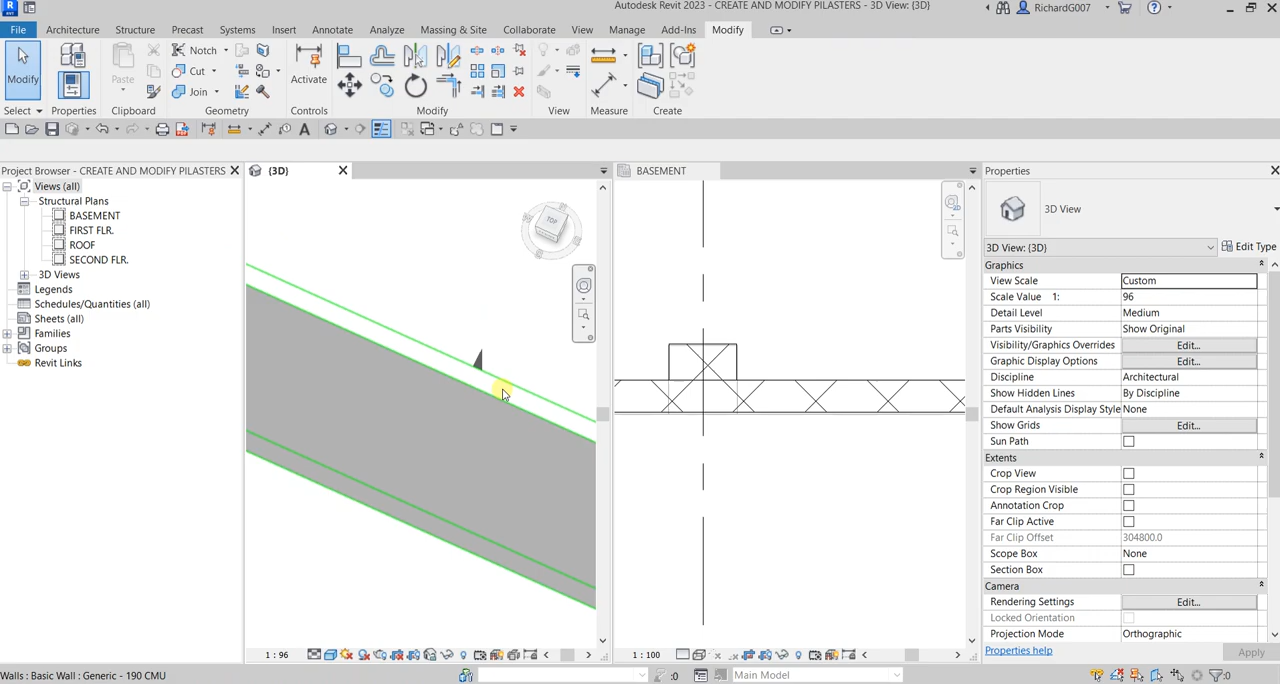 Autodesk Revit 2023 - CREATE AND MODIFY PILASTERS - 3D View: {3D}
RichardG007
File Architecture Structure Precast Systems Insert Annotate Analyze Massing & Site Collaborate View Manage Add-Ins Modify
Modify
Paste
Notch
Cut
Join
Activate
Select Properties Clipboard Geometry Controls Modify View Measure Create
Project Browser - CREATE AND MODIFY PILASTERS
Views (all)
Structural Plans
BASEMENT
FIRST FLR.
ROOF
SECOND FLR.
3D Views
Legends
Schedules/Quantities (all)
Sheets (all)
Families
Groups
Revit Links
{3D}
TOP
1 : 96
BASEMENT
2D
1 : 100
Properties
3D View
3D View: {3D} Edit Type
Graphics
View Scale Custom
Scale Value 1: 96
Detail Level Medium
Parts Visibility Show Original
Visibility/Graphics Overrides Edit...
Graphic Display Options Edit...
Discipline Architectural
Show Hidden Lines By Discipline
Default Analysis Display Style None
Show Grids Edit...
Sun Path
Extents
Crop View
Crop Region Visible
Annotation Crop
Far Clip Active
Far Clip Offset 304800.0
Scope Box None
Section Box
Camera
Rendering Settings Edit...
Locked Orientation
Projection Mode Orthographic
Properties help Apply
Walls : Basic Wall : Generic - 190 CMU :0 Main Model :0